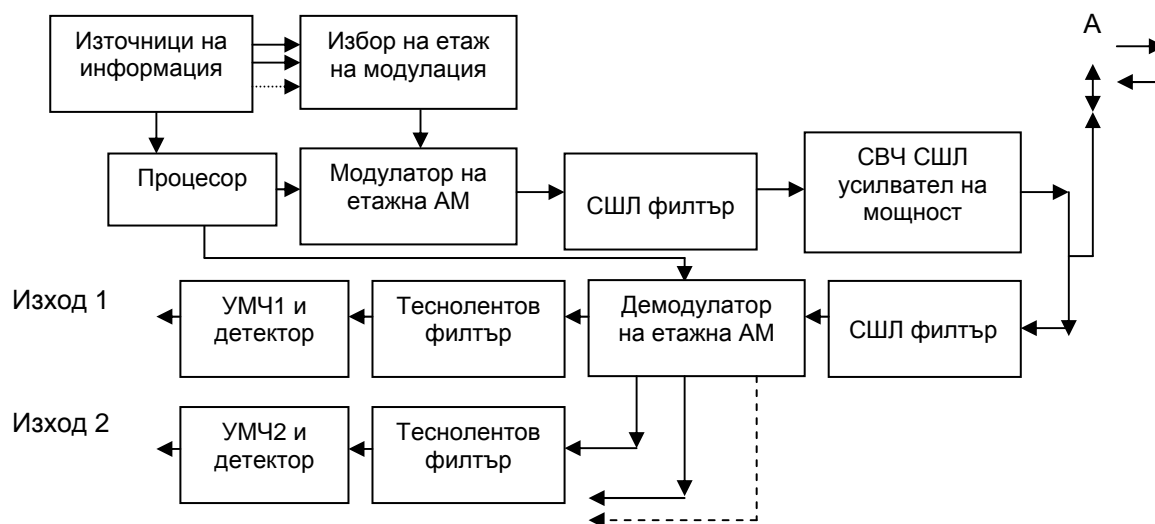 Източници на
информация
Избор на етаж
на модулация
А
Процесор
Модулатор на
етажна АМ
СШЛ филтър
СВЧ СШЛ
усилвател на
мощност
Изход 1
УМЧ1 и
детектор
Теснолентов
филтър
Демодулатор
на етажна АМ
СШЛ филтър
Изход 2
УМЧ2 и
детектор
Теснолентов
филтър